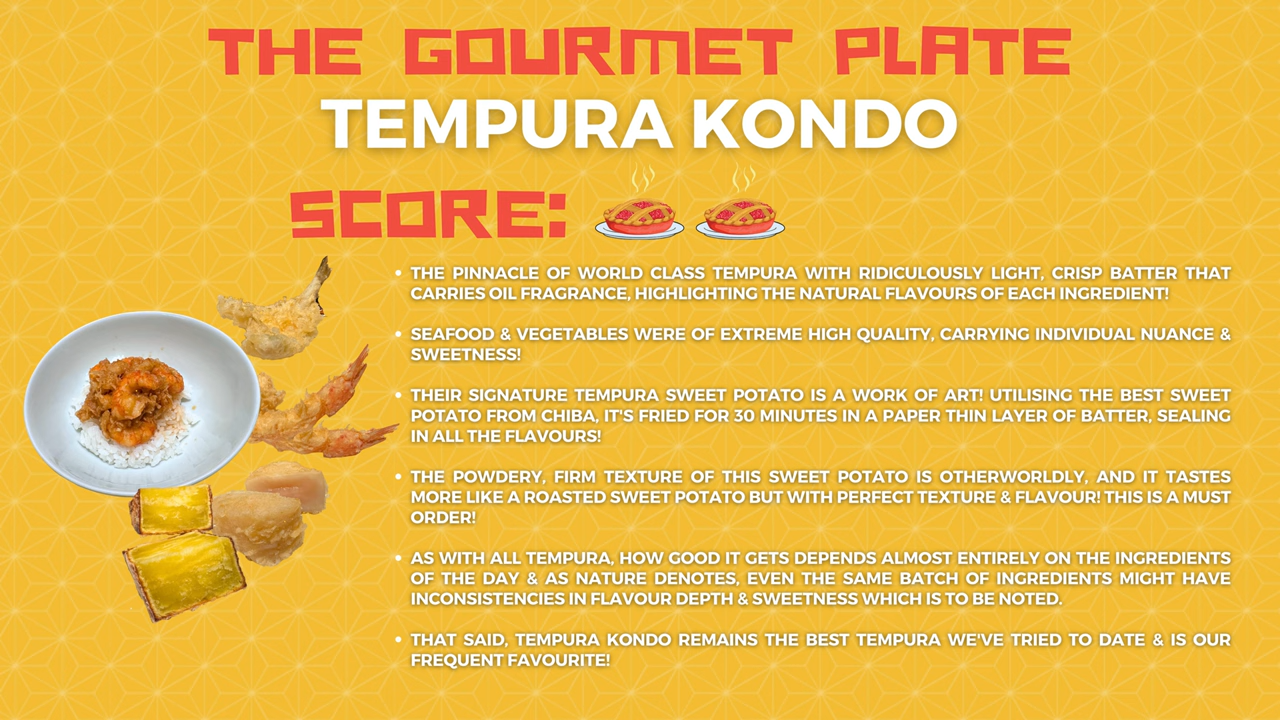 THE GOURMET PLATE
TEMPURA KONDO
SCORE:
• THE PINNACLE OF WORLD CLASS TEMPURA WITH RIDICULOUSLY LIGHT, CRISP BATTER THAT
CARRIES OIL FRAGRANCE, HIGHLIGHTING THE NATURAL FLAVOURS OF EACH INGREDIENT!
• SEAFOOD & VEGETABLES WERE OF EXTREME HIGH QUALITY, CARRYING INDIVIDUAL NUANCE &
SWEETNESS!
• THEIR SIGNATURE TEMPURA SWEET POTATO IS A WORK OF ART! UTILISING THE BEST SWEET
POTATO FROM CHIBA, IT'S FRIED FOR 30 MINUTES IN A PAPER THIN LAYER OF BATTER, SEALING
IN ALL THE FLAVOURS!
• THE POWDERY, FIRM TEXTURE OF THIS SWEET POTATO IS OTHERWORLDLY, AND IT TASTES
MORE LIKE A ROASTED SWEET POTATO BUT WITH PERFECT TEXTURE & FLAVOUR! THIS IS A MUST
ORDER!
• AS WITH ALL TEMPURA, HOW GOOD IT GETS DEPENDS ALMOST ENTIRELY ON THE INGREDIENTS
OF THE DAY & AS NATURE DENOTES, EVEN THE SAME BATCH OF INGREDIENTS MIGHT HAVE
INCONSISTENCIES IN FLAVOUR DEPTH & SWEETNESS WHICH IS TO BE NOTED.
• THAT SAID, TEMPURA KONDO REMAINS THE BEST TEMPURA WE'VE TRIED TO DATE & IS OUR
FREQUENT FAVOURITE!